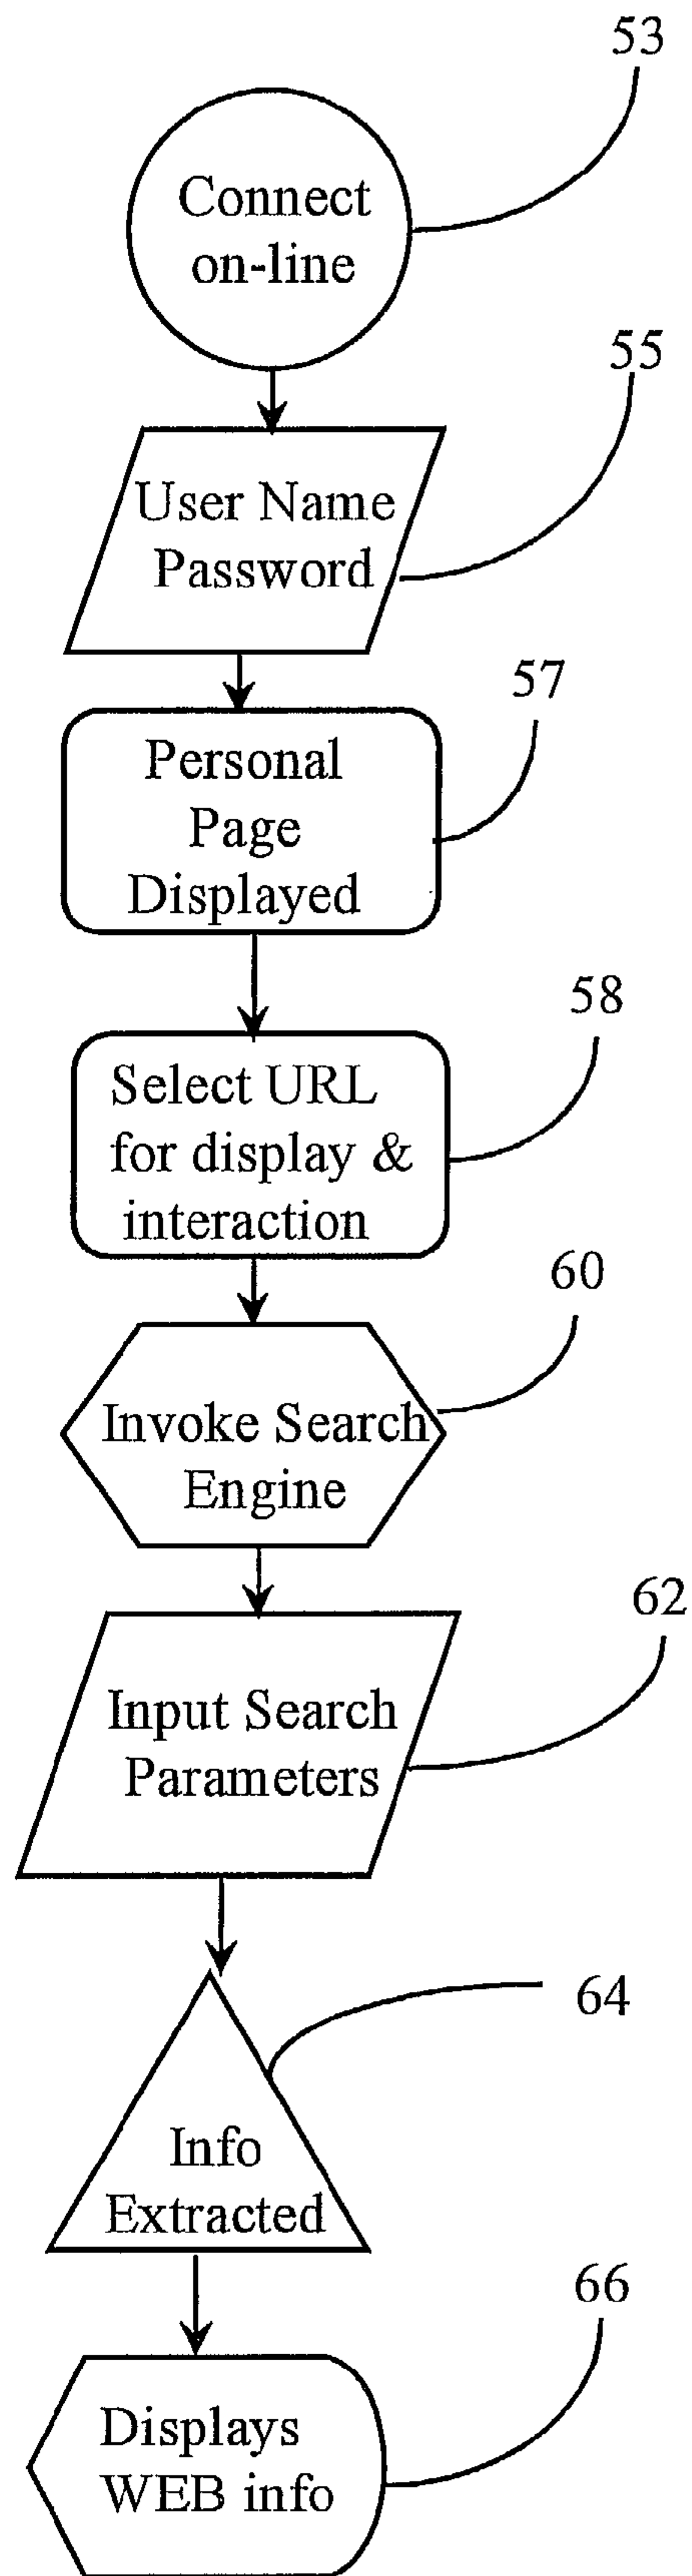 53
Connect
on-line
55
User Name
Password
57
Personal
Page
Displayed
58
Select URL
for display &
interaction
60
Invoke Search
Engine
62
Input Search
Parameters
64
Info
Extracted
66
Displays
WEB info